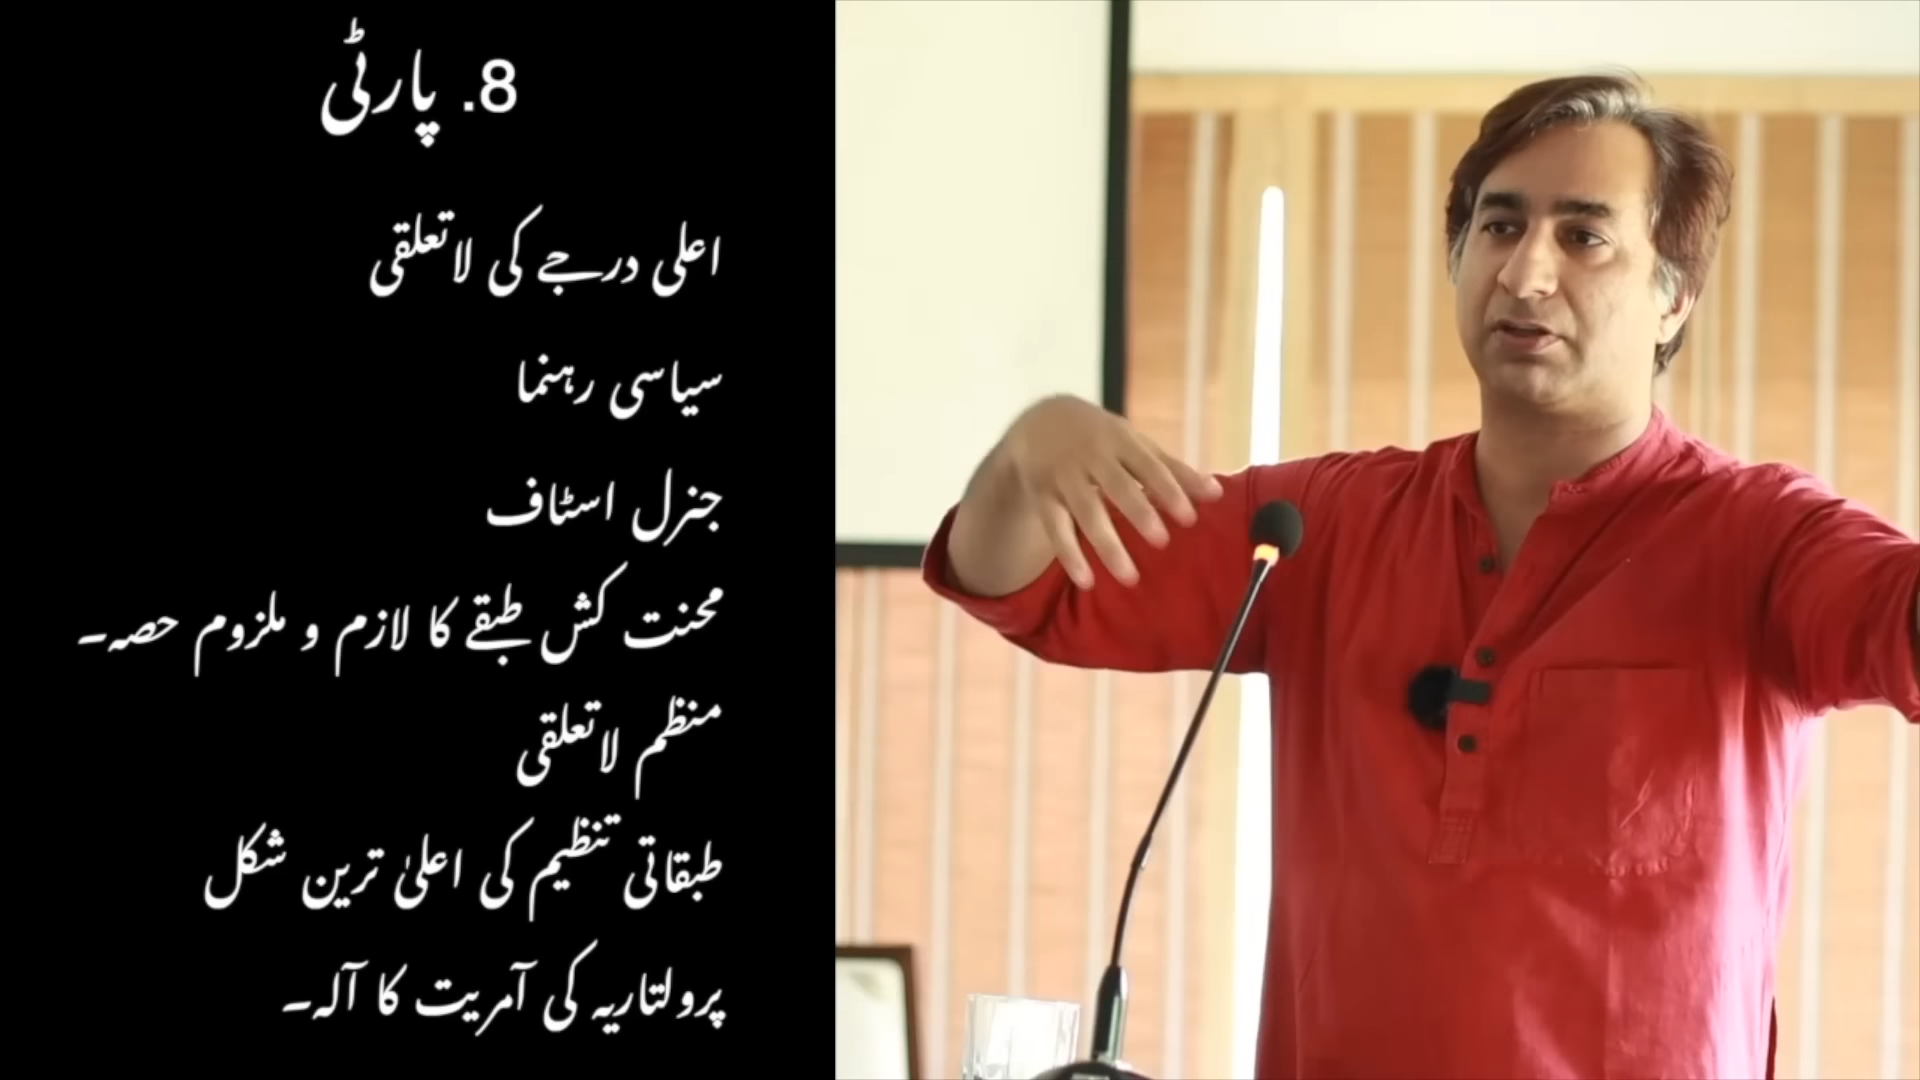 8. پارٹی
اعلی درجے کی لاتعلقی
سیاسی رہنما
جنرل اسٹاف
محنت کش طبقے کا لازم و ملزوم حصہ۔
منظم لاتعلقی
طبقاتی تنظیم کی اعلیٰ ترین شکل
پرولتاریہ کی آمریت کا آلہ۔